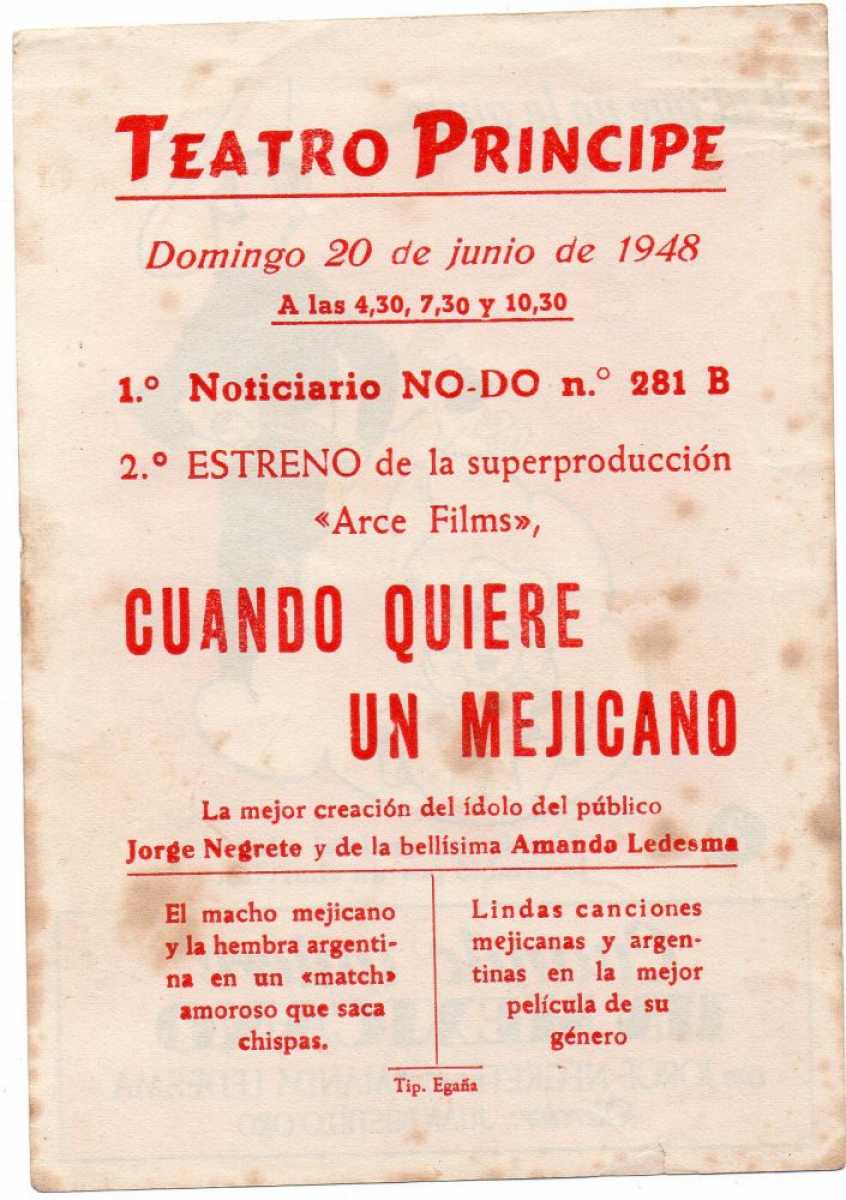 TEATRO PRINCIPE
Domingo 20 de junio de 1948
A las 4,30, 7,30 y 10,30
1.º Noticiario NO-DO n.º 281 B
2.º ESTRENO de la superproducción
«Arce Films»,
CUANDO QUIERE
UN MEJICANO
La mejor creación del ídolo del público
Jorge Negrete y de la bellísima Amando Ledesma
El macho mejicano
y la hembra argenti-
na en un «match»
amoroso que saca
chispas.
Lindas canciones
mejicanas y argen-
tinas en la mejor
película de su
género
Tip. Egaña